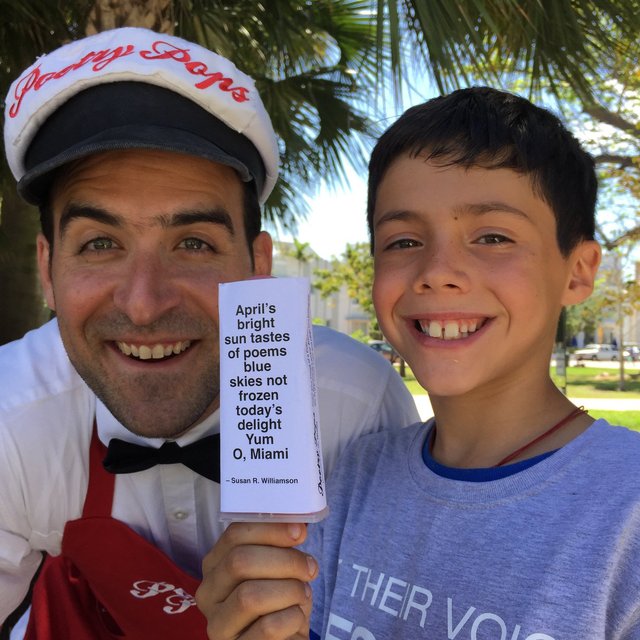 Poetry Pops
April's
bright
sun tastes
of poems
blue
skies not
frozen
today's
delight
Yum
O, Miami
– Susan R. Williamson
THEIR VOI